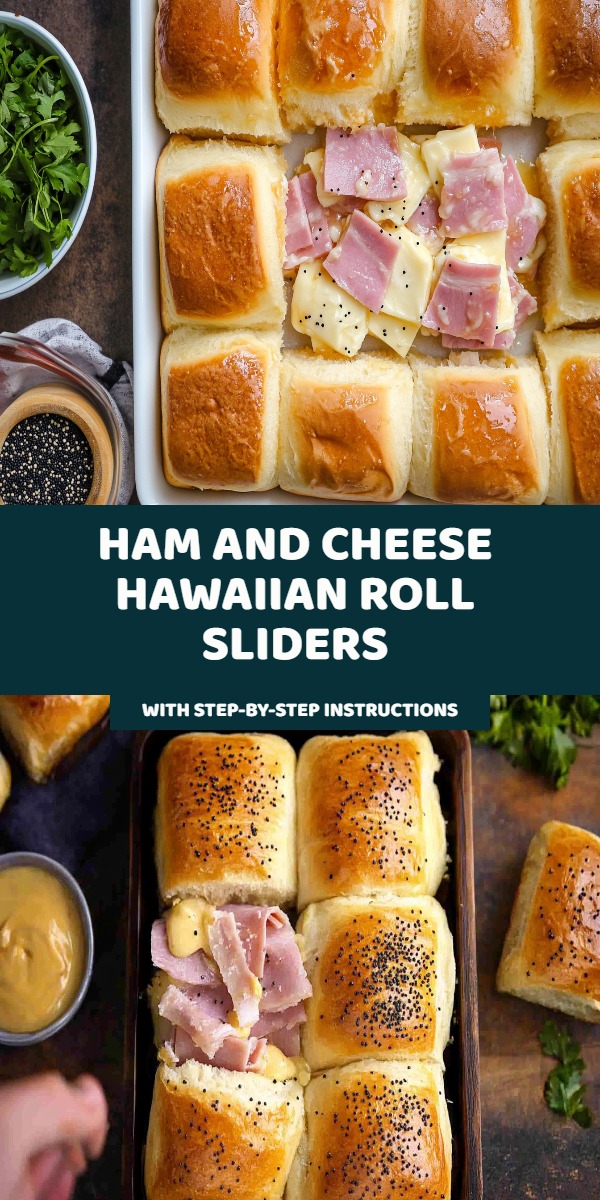 HAM AND CHEESE
HAWAIIAN ROLL
SLIDERS
WITH STEP-BY-STEP INSTRUCTIONS